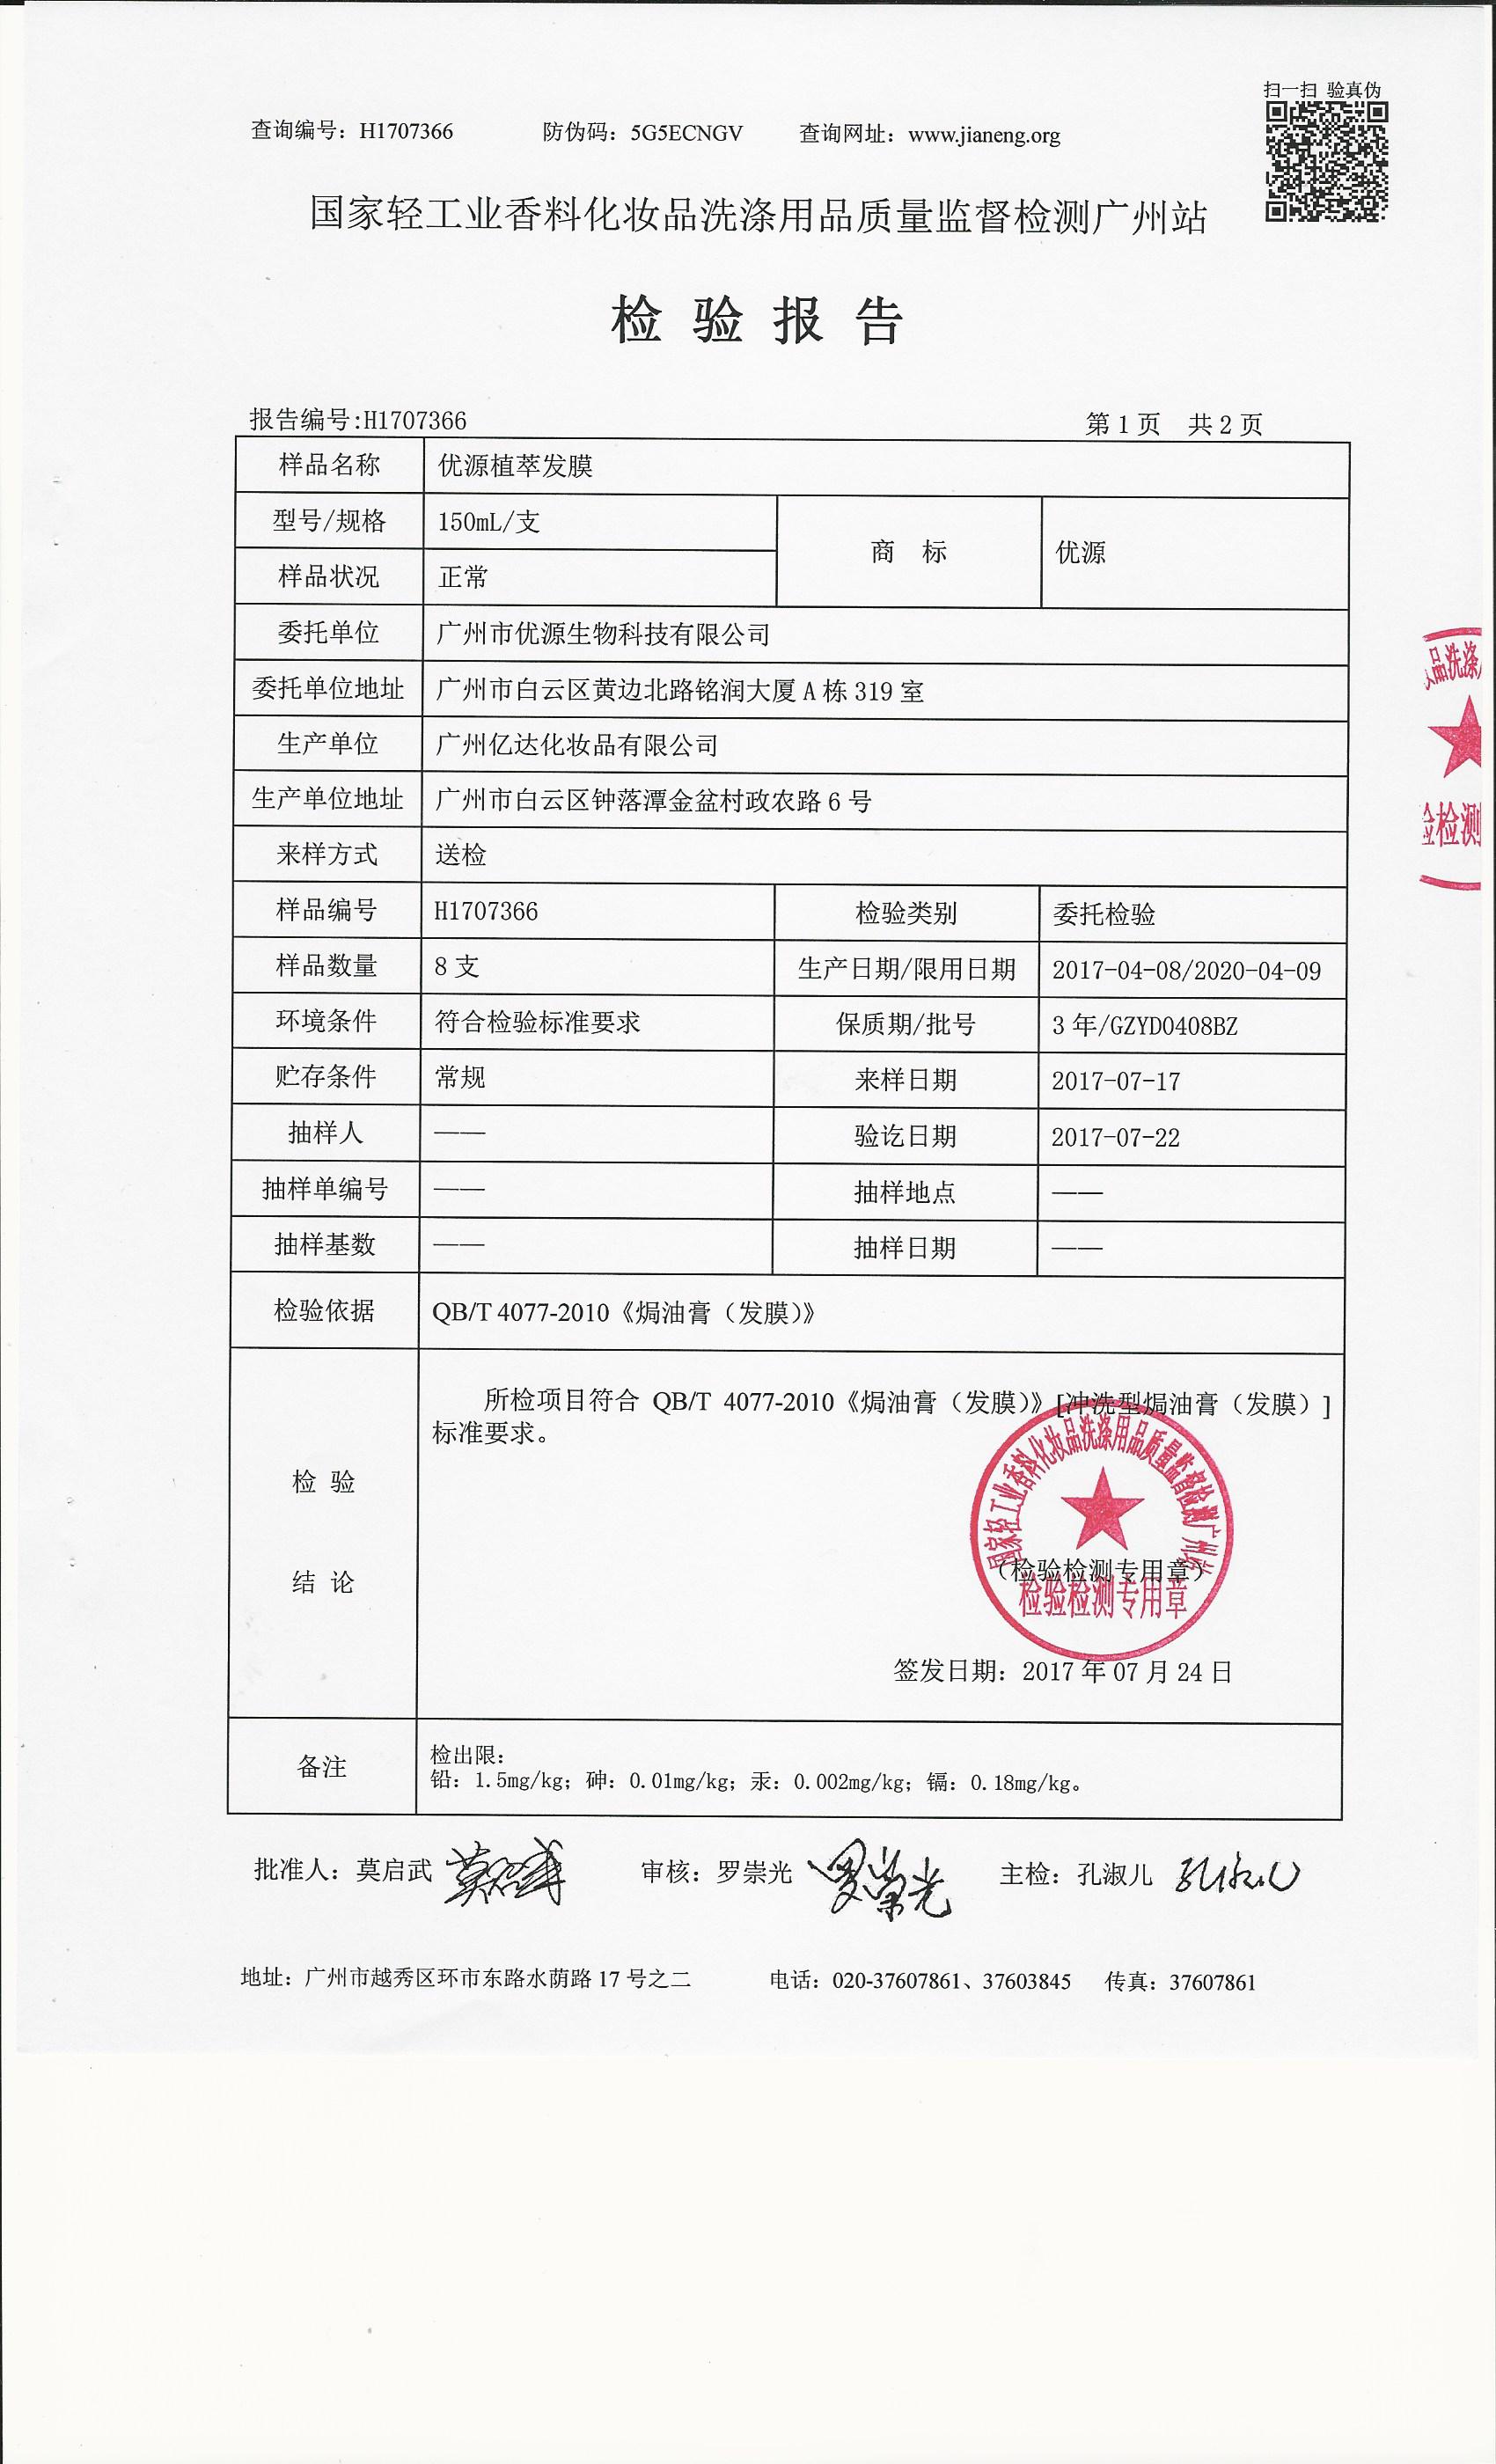 扫一扫 验真伪
查询编号：H1707366 防伪码：5G5ECNGV 查询网址：www.jianeng.org
国家轻工业香料化妆品洗涤用品质量监督检测广州站
检验报告
报告编号:H1707366 第1页 共2页
样品名称 优源植萃发膜
型号/规格 150mL/支
商 标 优源
样品状况 正常
委托单位 广州市优源生物科技有限公司
委托单位地址 广州市白云区黄边北路铭润大厦A栋319室
生产单位 广州亿达化妆品有限公司
生产单位地址 广州市白云区钟落潭金盆村政农路6号
来样方式 送检
样品编号 H1707366 检验类别 委托检验
样品数量 8支 生产日期/限用日期 2017-04-08/2020-04-09
环境条件 符合检验标准要求 保质期/批号 3年/GZYD0408BZ
贮存条件 常规 来样日期 2017-07-17
抽样人 —— 验讫日期 2017-07-22
抽样单编号 —— 抽样地点 ——
抽样基数 —— 抽样日期 ——
检验依据 QB/T 4077-2010《焗油膏（发膜）》
所检项目符合 QB/T 4077-2010《焗油膏（发膜）》[冲洗型焗油膏（发膜）]
标准要求。
检 验
结 论
国家轻工业香料化妆品洗涤用品质量监督检测广州站
（检验检测专用章）
检验检测专用章
签发日期：2017年07月24日
备注
检出限：
铅：1.5mg/kg；砷：0.01mg/kg；汞：0.002mg/kg；镉：0.18mg/kg。
批准人：莫启武 莫启武 审核：罗崇光 罗崇光 主检：孔淑儿 孔淑儿
地址：广州市越秀区环市东路水荫路17号之二 电话：020-37607861、37603845 传真：37607861
品洗涤
检测